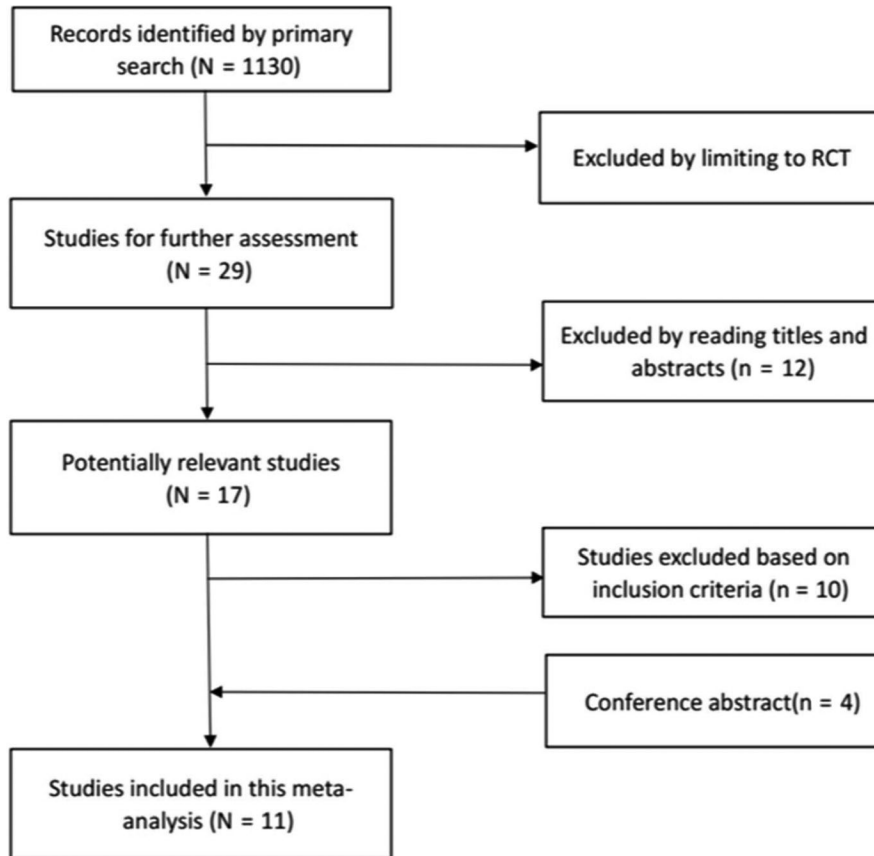 Records identified by primary
search (N = 1130)
Excluded by limiting to RCT
Studies for further assessment
(N = 29)
Excluded by reading titles and
abstracts (n = 12)
Potentially relevant studies
(N = 17)
Studies excluded based on
inclusion criteria (n = 10)
Conference abstract(n = 4)
Studies included in this meta-
analysis (N = 11)